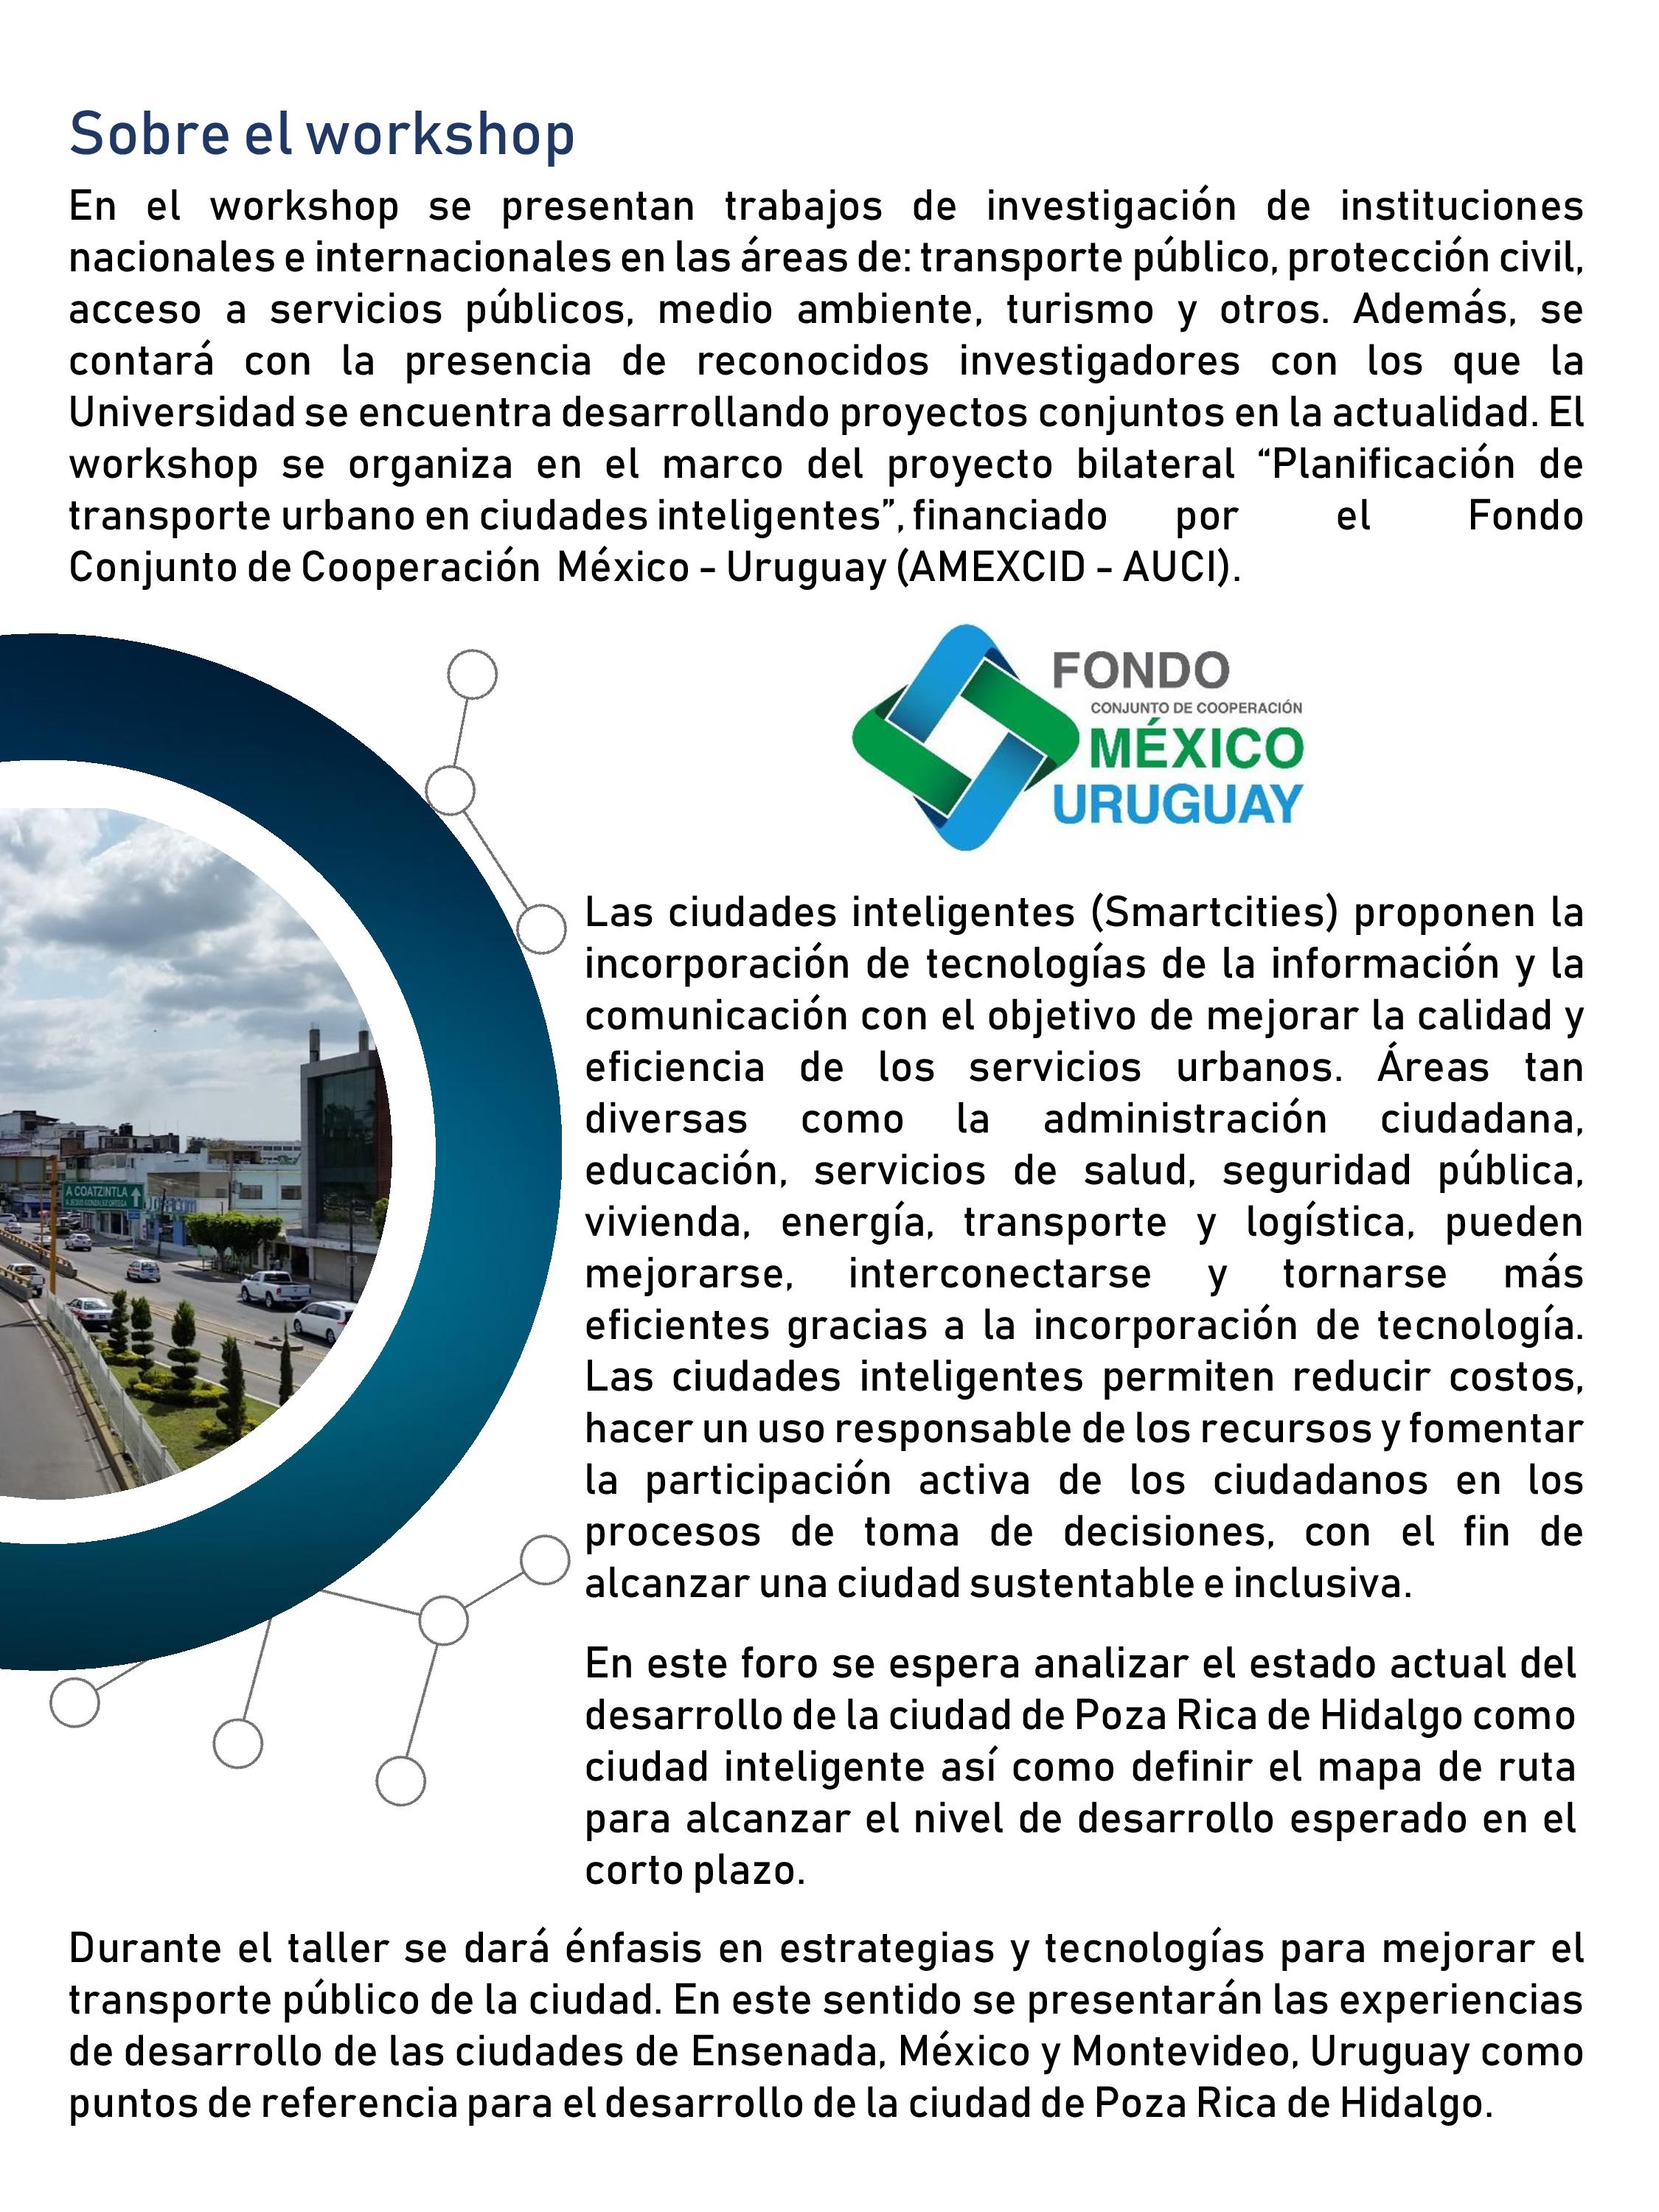 Sobre el workshop
En el workshop se presentan trabajos de investigación de instituciones
nacionales e internacionales en las áreas de: transporte público, protección civil,
acceso a servicios públicos, medio ambiente, turismo y otros. Además, se
contará con la presencia de reconocidos investigadores con los que la
Universidad se encuentra desarrollando proyectos conjuntos en la actualidad. El
workshop se organiza en el marco del proyecto bilateral “Planificación de
transporte urbano en ciudades inteligentes”, financiado por el Fondo
Conjunto de Cooperación México - Uruguay (AMEXCID - AUCI).
FONDO
CONJUNTO DE COOPERACIÓN
MÉXICO
URUGUAY
Las ciudades inteligentes (Smartcities) proponen la
incorporación de tecnologías de la información y la
comunicación con el objetivo de mejorar la calidad y
eficiencia de los servicios urbanos. Áreas tan
diversas como la administración ciudadana,
educación, servicios de salud, seguridad pública,
vivienda, energía, transporte y logística, pueden
mejorarse, interconectarse y tornarse más
eficientes gracias a la incorporación de tecnología.
Las ciudades inteligentes permiten reducir costos,
hacer un uso responsable de los recursos y fomentar
la participación activa de los ciudadanos en los
procesos de toma de decisiones, con el fin de
alcanzar una ciudad sustentable e inclusiva.
A COATZINTLA
En este foro se espera analizar el estado actual del
desarrollo de la ciudad de Poza Rica de Hidalgo como
ciudad inteligente así como definir el mapa de ruta
para alcanzar el nivel de desarrollo esperado en el
corto plazo.
Durante el taller se dará énfasis en estrategias y tecnologías para mejorar el
transporte público de la ciudad. En este sentido se presentarán las experiencias
de desarrollo de las ciudades de Ensenada, México y Montevideo, Uruguay como
puntos de referencia para el desarrollo de la ciudad de Poza Rica de Hidalgo.